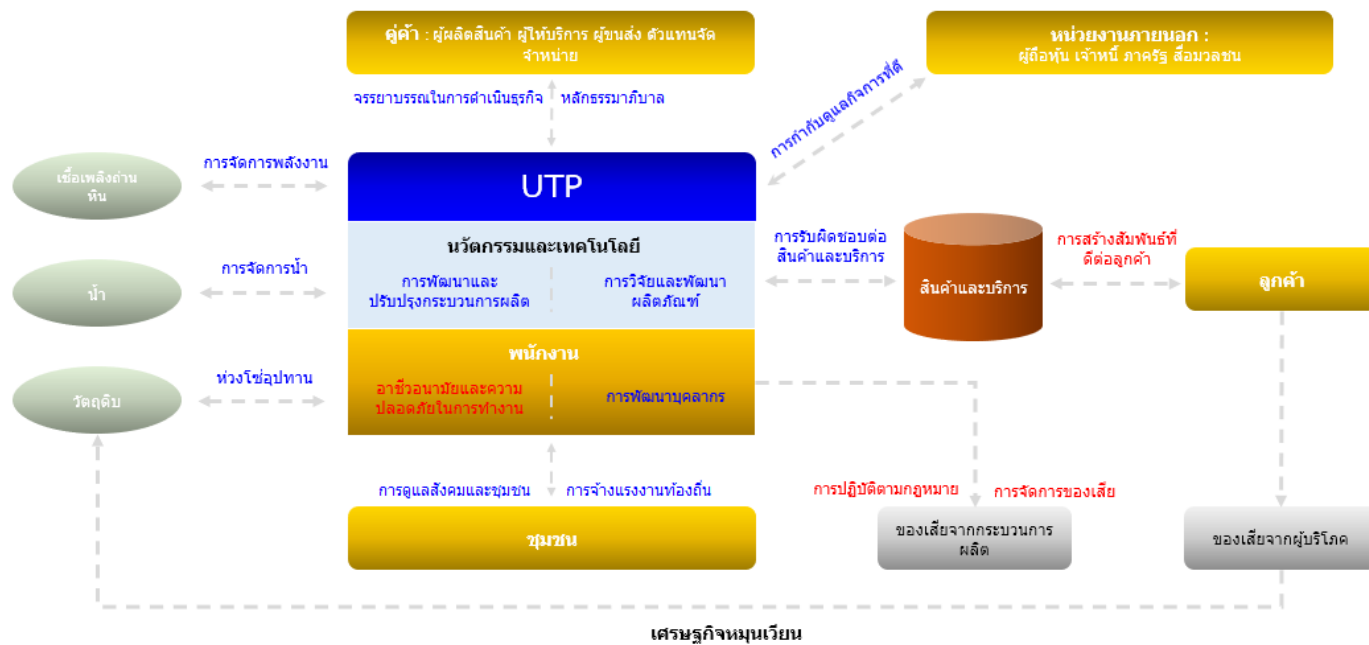 คู่ค้า : ผู้ผลิตสินค้า ผู้ให้บริการ ผู้ขนส่ง ตัวแทนจัด
จำหน่าย
หน่วยงานภายนอก :
ผู้ถือหุ้น เจ้าหนี้ ภาครัฐ สื่อมวลชน
จรรยาบรรณในการดำเนินธุรกิจ
หลักธรรมาภิบาล
การกำกับดูแลกิจการที่ดี
เชื้อเพลิงถ่าน
หิน
การจัดการพลังงาน
UTP
นวัตกรรมและเทคโนโลยี
การพัฒนาและ
ปรับปรุงกระบวนการผลิต
การวิจัยและพัฒนา
ผลิตภัณฑ์
น้ำ
การจัดการน้ำ
การรับผิดชอบต่อ
สินค้าและบริการ
สินค้าและบริการ
การสร้างสัมพันธ์ที่
ดีต่อลูกค้า
ลูกค้า
วัตถุดิบ
ห่วงโซ่อุปทาน
พนักงาน
อาชีวอนามัยและความ
ปลอดภัยในการทำงาน
การพัฒนาบุคลากร
การดูแลสังคมและชุมชน
การจ้างแรงงานท้องถิ่น
ชุมชน
การปฏิบัติตามกฎหมาย
การจัดการของเสีย
ของเสียจากกระบวนการ
ผลิต
ของเสียจากผู้บริโภค
เศรษฐกิจหมุนเวียน